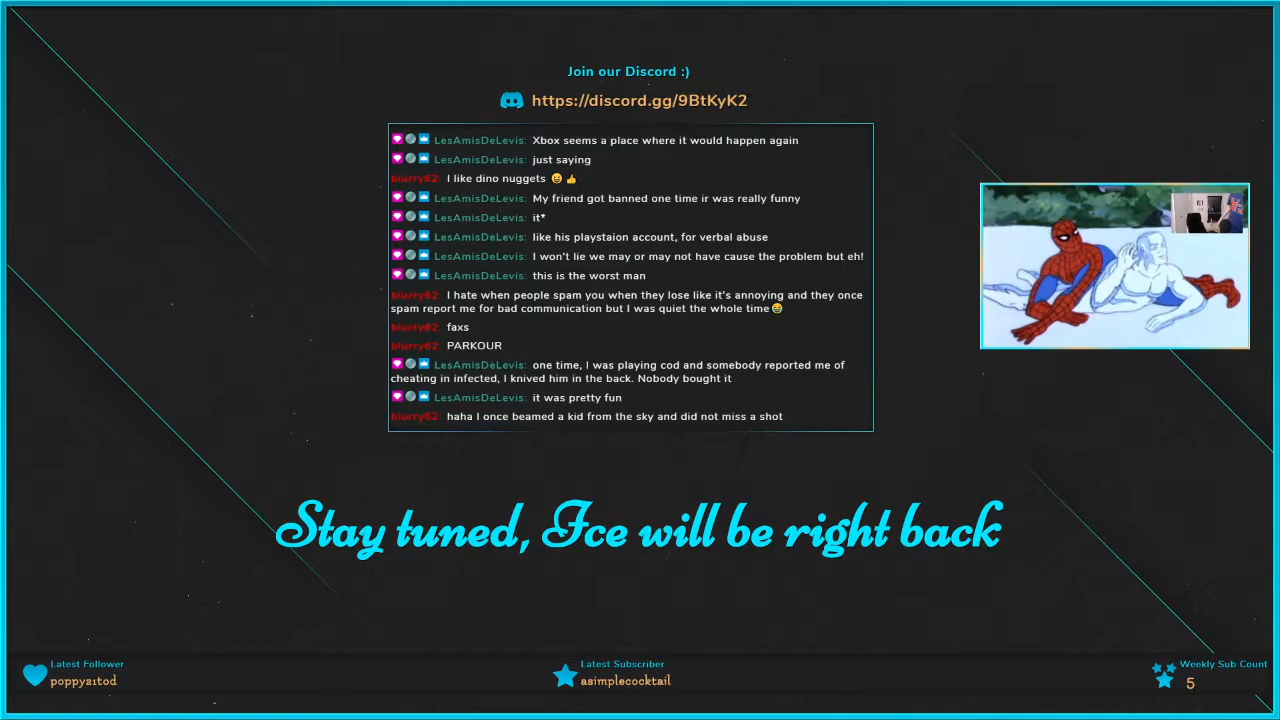 Join our Discord :)
https://discord.gg/9BtKyK2
LesAmisDeLevis: Xbox seems a place where it would happen again
LesAmisDeLevis: just saying
blurry62: I like dino nuggets 😆👍
LesAmisDeLevis: My friend got banned one time ir was really funny
LesAmisDeLevis: it*
LesAmisDeLevis: like his playstaion account, for verbal abuse
LesAmisDeLevis: I won't lie we may or may not have cause the problem but eh!
LesAmisDeLevis: this is the worst man
blurry62: I hate when people spam you when they lose like it's annoying and they once
spam report me for bad communication but I was quiet the whole time😂
blurry62: faxs
blurry62: PARKOUR
LesAmisDeLevis: one time, I was playing cod and somebody reported me of
cheating in infected, I knived him in the back. Nobody bought it
LesAmisDeLevis: it was pretty fun
blurry62: haha I once beamed a kid from the sky and did not miss a shot
Stay tuned, Ice will be right back
Latest Follower
poppyz1tod
Latest Subscriber
asimplecocktail
Weekly Sub Count
5